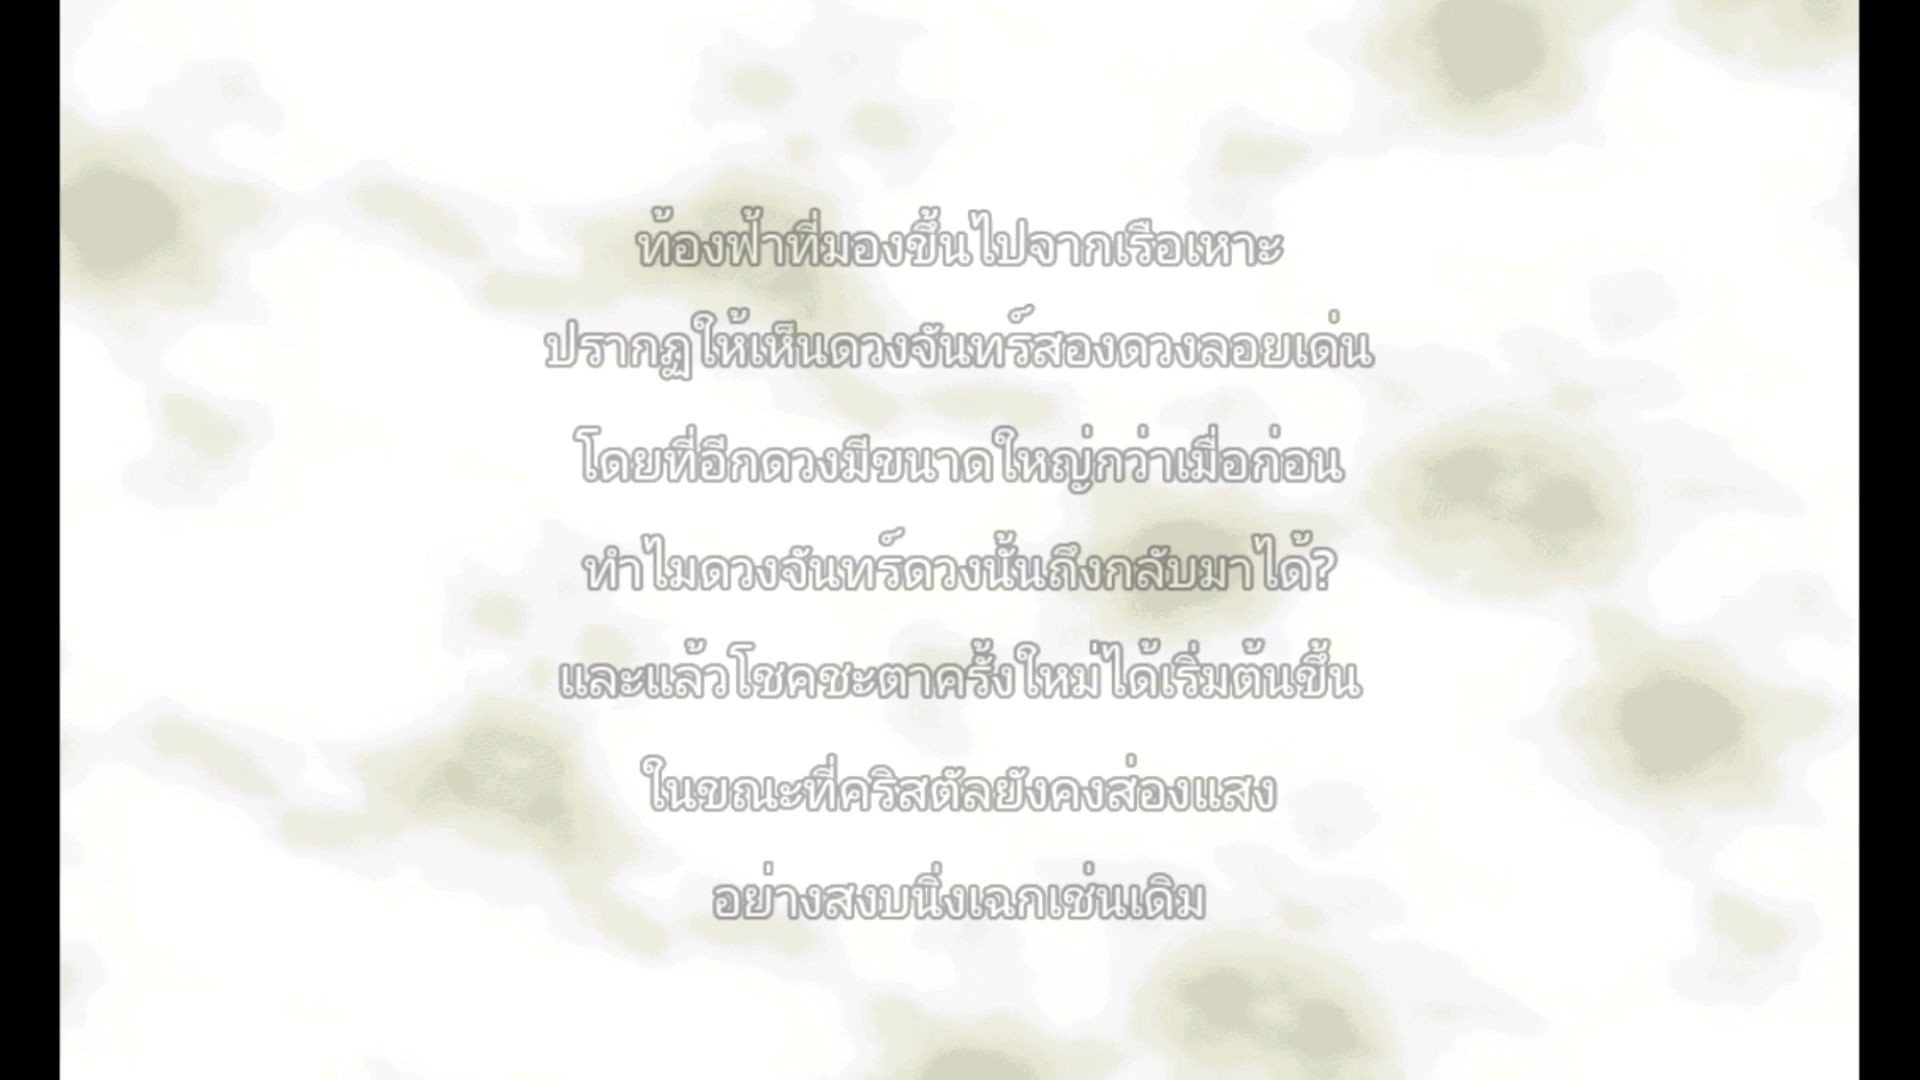 ท้องฟ้าที่มองขึ้นไปจากเรือเหาะ
ปรากฏให้เห็นดวงจันทร์สองดวงลอยเด่น
โดยที่อีกดวงมีขนาดใหญ่กว่าเมื่อก่อน
ทำไมดวงจันทร์ดวงนั้นถึงกลับมาได้?
และแล้วโชคชะตาครั้งใหม่ได้เริ่มต้นขึ้น
ในขณะที่คริสตัลยังคงส่องแสง
อย่างสงบนิ่งเฉกเช่นเดิม